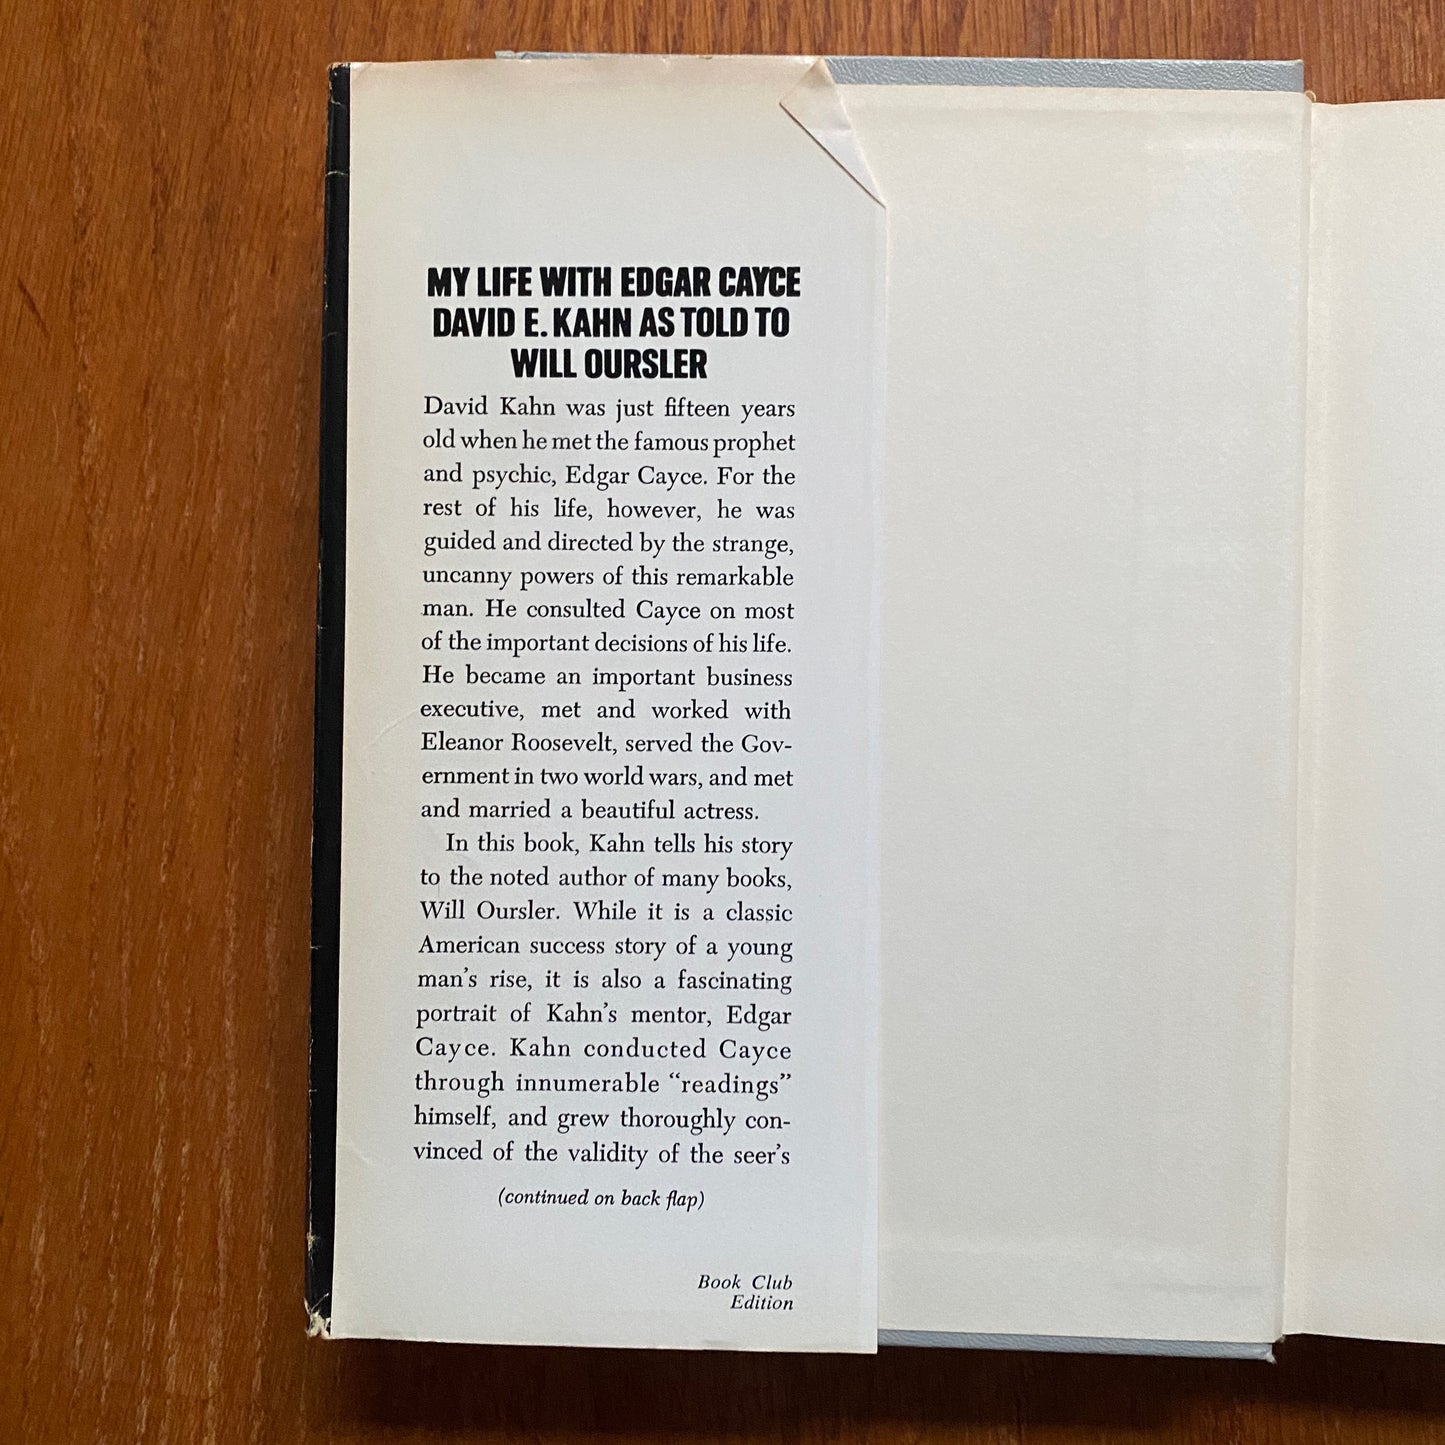 MY LIFE WITH EDGAR CAYCE
DAVID E. KAHN AS TOLD TO
WILL OURSLER
David Kahn was just fifteen years
old when he met the famous prophet
and psychic, Edgar Cayce. For the
rest of his life, however, he was
guided and directed by the strange,
uncanny powers of this remarkable
man. He consulted Cayce on most
of the important decisions of his life.
He became an important business
executive, met and worked with
Eleanor Roosevelt, served the Gov-
ernment in two world wars, and met
and married a beautiful actress.
In this book, Kahn tells his story
to the noted author of many books,
Will Oursler. While it is a classic
American success story of a young
man's rise, it is also a fascinating
portrait of Kahn's mentor, Edgar
Cayce. Kahn conducted Cayce
through innumerable “readings”
himself, and grew thoroughly con-
vinced of the validity of the seer's
(continued on back flap)
Book Club
Edition